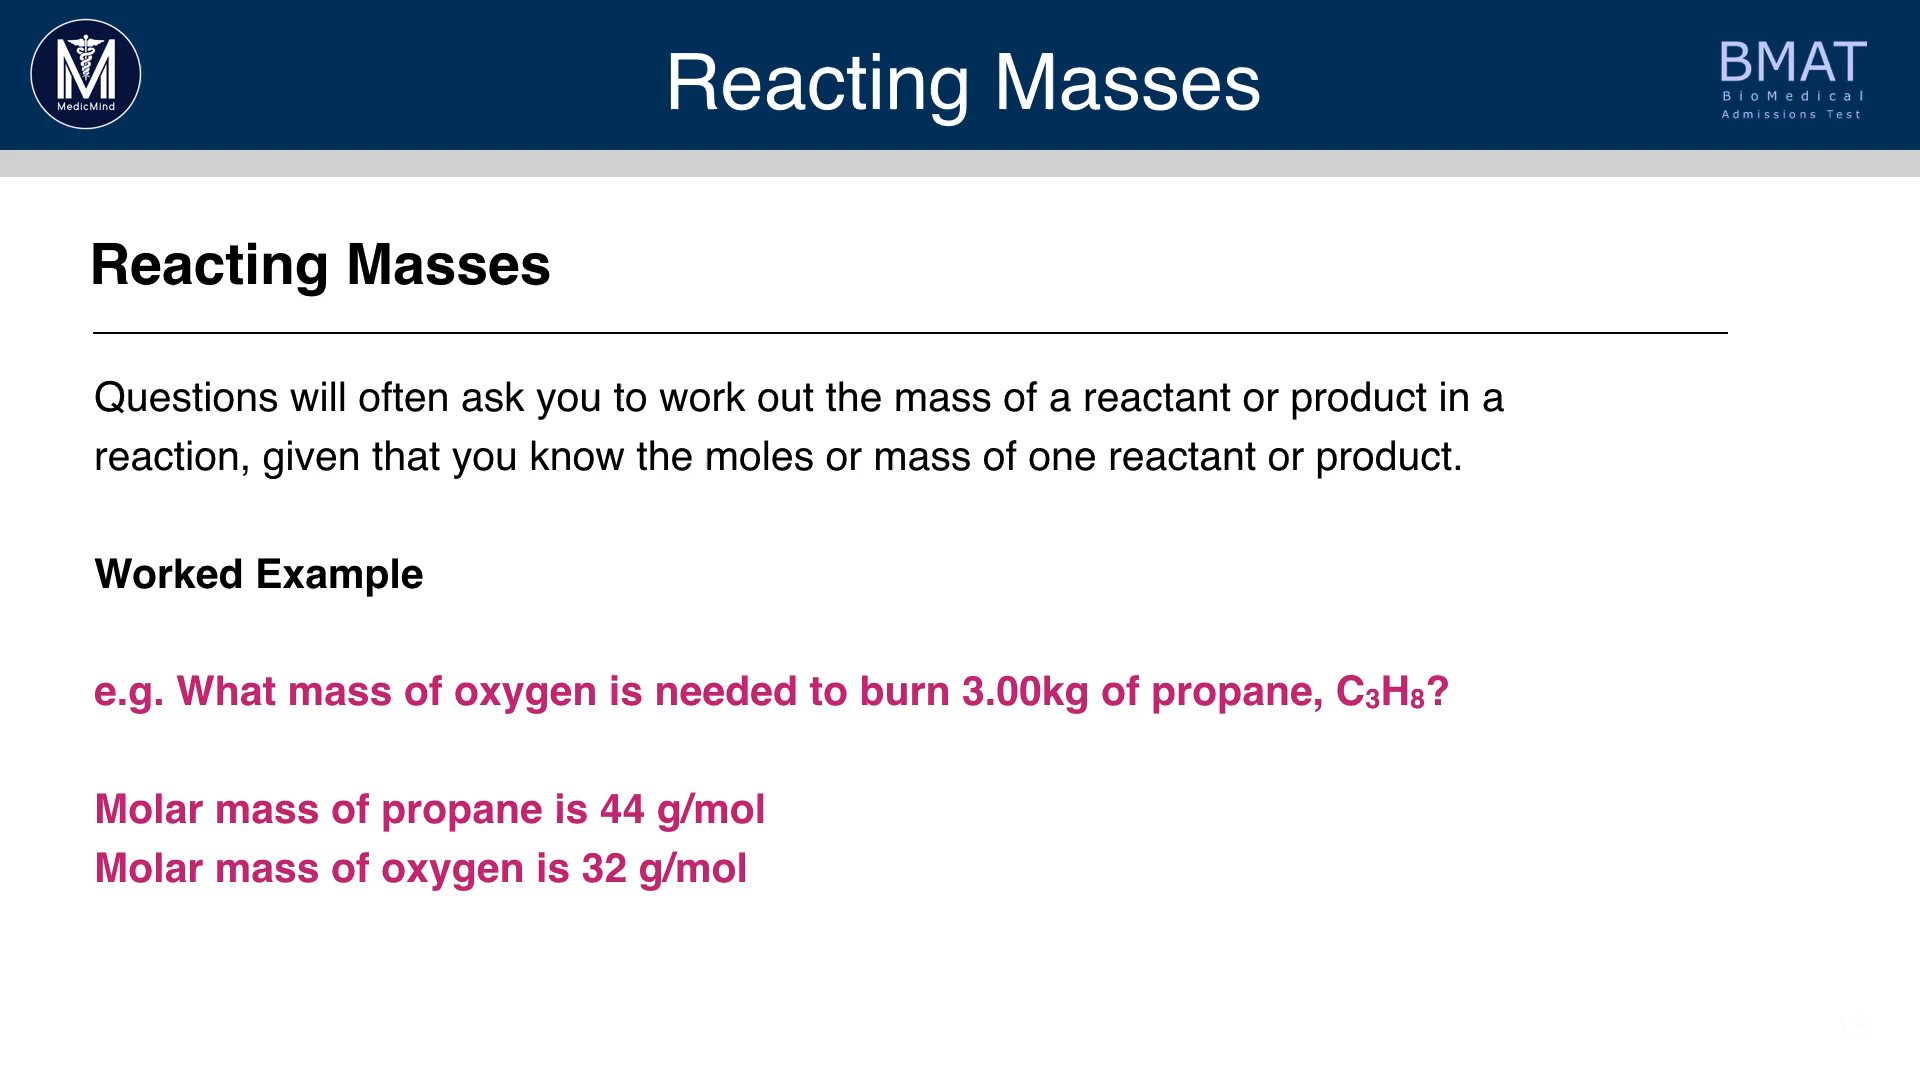 MedicMind
Reacting Masses
BMAT
BioMedical
Admissions Test
Reacting Masses
Questions will often ask you to work out the mass of a reactant or product in a
reaction, given that you know the moles or mass of one reactant or product.
Worked Example
e.g. What mass of oxygen is needed to burn 3.00kg of propane, C₃H₈?
Molar mass of propane is 44 g/mol
Molar mass of oxygen is 32 g/mol